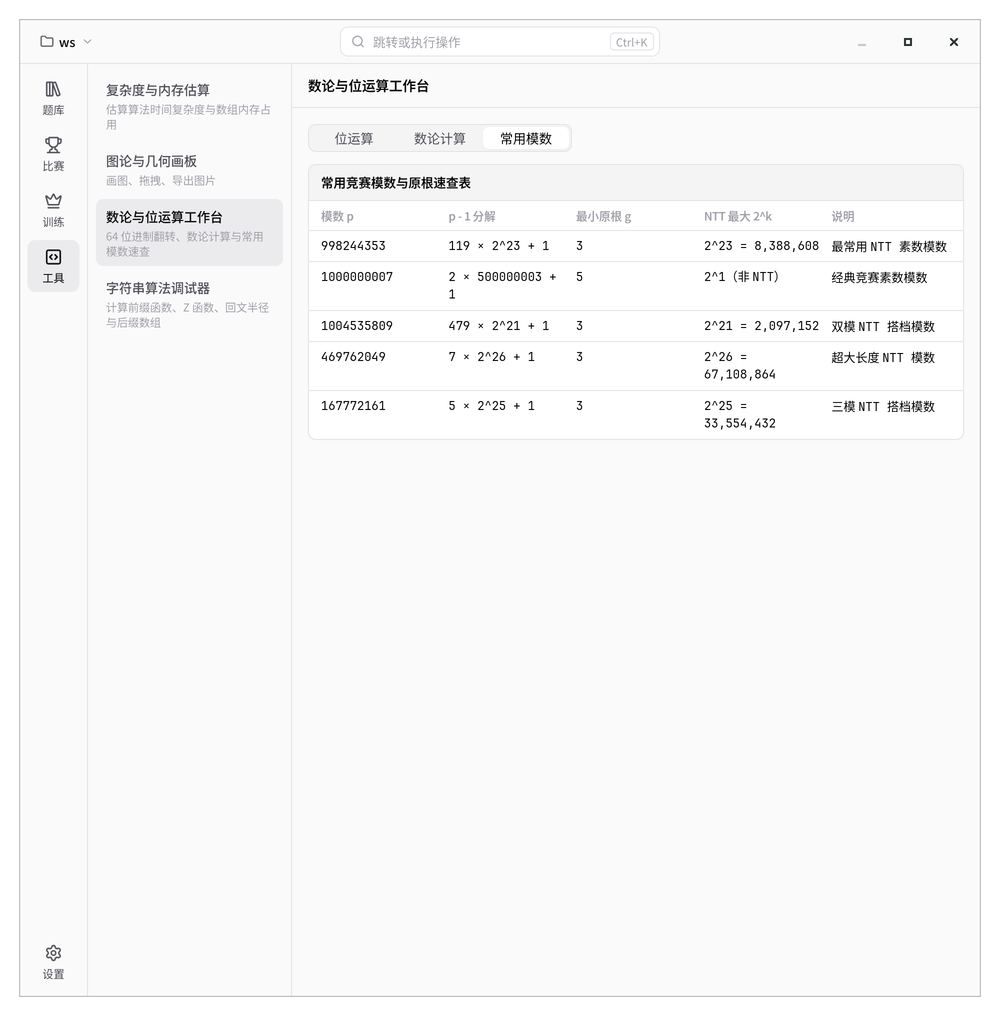 ws
跳转或执行操作
Ctrl+K
题库
比赛
训练
工具
设置
复杂度与内存估算
估算算法时间复杂度与数组内存占
用
图论与几何画板
画图、拖拽、导出图片
数论与位运算工作台
64 位进制翻转、数论计算与常用
模数速查
字符串算法调试器
计算前缀函数、Z 函数、回文半径
与后缀数组
数论与位运算工作台
位运算 数论计算 常用模数
常用竞赛模数与原根速查表
模数 p p - 1 分解 最小原根 g NTT 最大 2^k 说明
998244353 119 × 2^23 + 1 3 2^23 = 8,388,608 最常用 NTT 素数模数
1000000007 2 × 500000003 + 5 2^1（非 NTT） 经典竞赛素数模数
1
1004535809 479 × 2^21 + 1 3 2^21 = 2,097,152 双模 NTT 搭档模数
469762049 7 × 2^26 + 1 3 2^26 = 超大长度 NTT 模数
67,108,864
167772161 5 × 2^25 + 1 3 2^25 = 三模 NTT 搭档模数
33,554,432